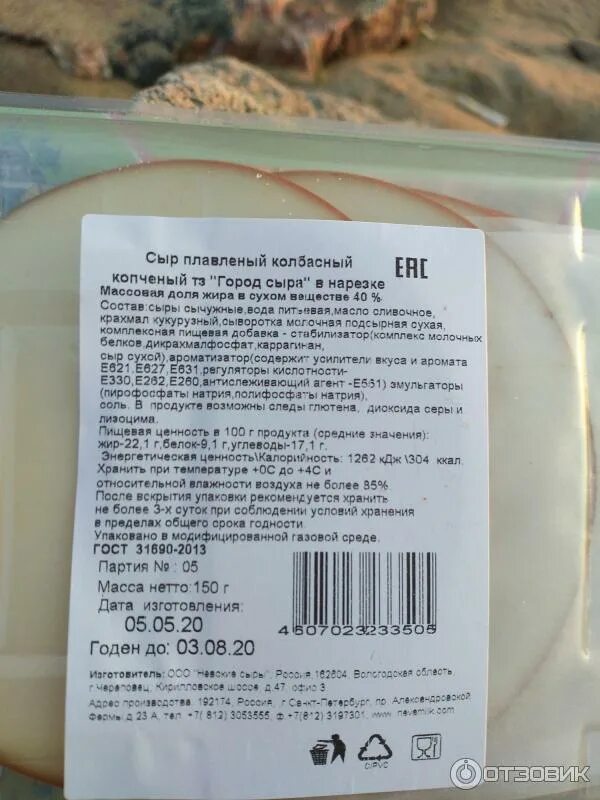 Сыр плавленый колбасный
копченый тз "Город сыра" в нарезке
ЕАС
Массовая доля жира в сухом веществе 40 %
Состав:сыры сычужные,вода питьевая,масло сливочное,
крахмал кукурузный,сыворотка молочная подсырная сухая,
комплексная пищевая добавка - стабилизатор(комплекс молочных
белков,дикрахмалфосфат,каррагинан,
сыр сухой),ароматизатор(содержит усилители вкуса и аромата
Е621,Е627,Е631,регуляторы кислотности-
Е330,Е262,Е260,антислеживающий агент -Е551) эмульгаторы
(пирофосфаты натрия,полифосфаты натрия),
соль. В продукте возможны следы глютена, диоксида серы и
лизоцима.
Пищевая ценность в 100 г продукта (средние значения):
жир-22,1 г,белок-9,1 г,углеводы-17,1 г.
Энергетическая ценность\Калорийность: 1262 кДж \304 ккал.
Хранить при температуре +0С до +4С и
относительной влажности воздуха не более 85%.
После вскрытия упаковки рекомендуется хранить
не более 3-х суток при соблюдении условий хранения
в пределах общего срока годности.
Упаковано в модифицированной газовой среде.
ГОСТ 31690-2013
Партия № : 05
Масса нетто:150 г
Дата изготовления:
05.05.20
Годен до: 03.08.20
4607023233505
Изготовитель: ООО "Невские сыры", Россия,162604, Вологодская область,
г.Череповец, Кирилловское шоссе, д.47, офис 3
Адрес производства: 192174, Россия, г.Санкт-Петербург, пр. Александровской
Фермы,д.23 А, тел. +7( 812) 3053555, ф.+7(812) 3197301, www.nevamilk.com
C/PVC
ОТЗОВИК